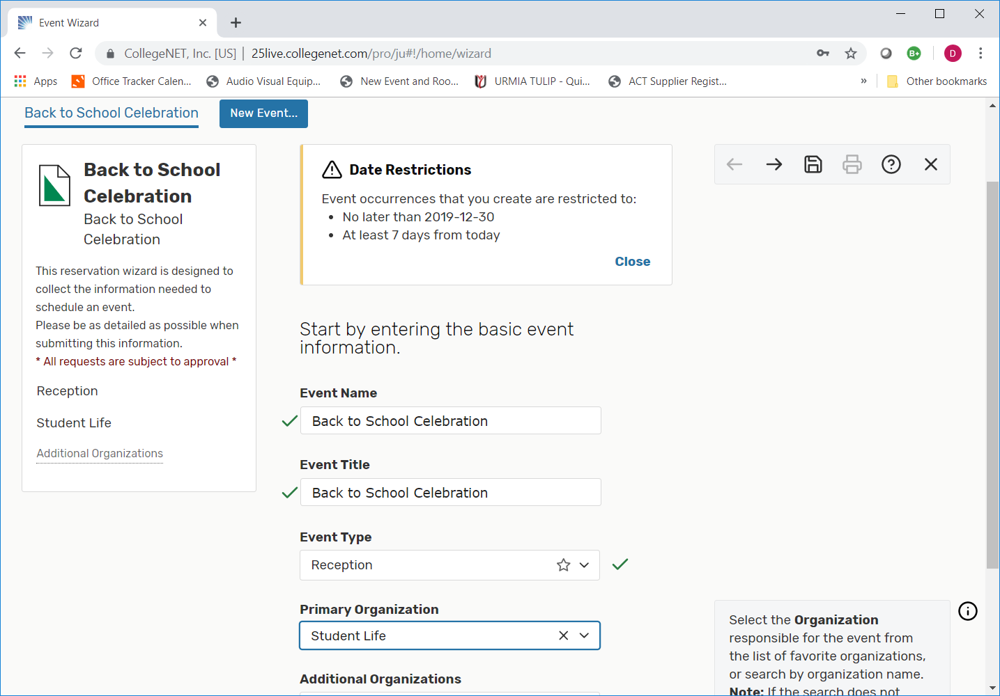 Event Wizard
CollegeNET, Inc. [US] | 25live.collegenet.com/pro/ju#!/home/wizard
B+
D
Apps
Office Tracker Calen...
Audio Visual Equip...
New Event and Roo...
URMIA TULIP - Qui...
ACT Supplier Regist...
»
Other bookmarks
Back to School Celebration
New Event...
Back to School
Celebration
Back to School
Celebration
This reservation wizard is designed to
collect the information needed to
schedule an event.
Please be as detailed as possible when
submitting this information.
* All requests are subject to approval *
Reception
Student Life
Additional Organizations
Date Restrictions
Event occurrences that you create are restricted to:
• No later than 2019-12-30
• At least 7 days from today
Close
Start by entering the basic event
information.
Event Name
Back to School Celebration
Event Title
Back to School Celebration
Event Type
Reception
Primary Organization
Student Life
Additional Organizations
Select the Organization
responsible for the event from
the list of favorite organizations,
or search by organization name.
Note: If the search does not